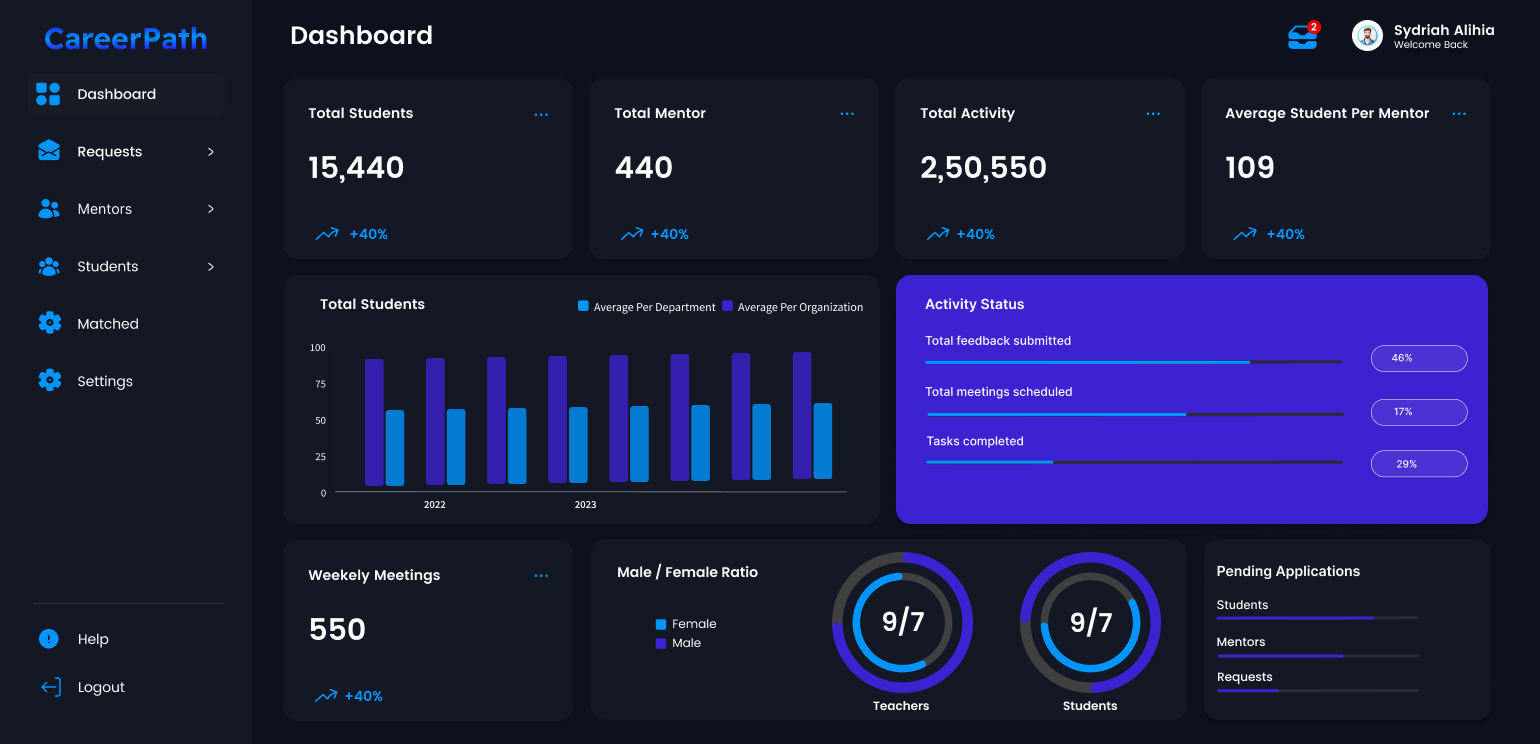 CareerPath
Dashboard
Requests
Mentors
Students
Matched
Settings
Help
Logout
Dashboard
2
Sydriah Alihia
Welcome Back
Total Students
15,440
+40%
Total Mentor
440
+40%
Total Activity
2,50,550
+40%
Average Student Per Mentor
109
+40%
Total Students
Average Per Department
Average Per Organization
100
75
50
25
0
2022
2023
Activity Status
Total feedback submitted
46%
Total meetings scheduled
17%
Tasks completed
29%
Weekely Meetings
550
+40%
Male / Female Ratio
Female
Male
9/7
Teachers
9/7
Students
Pending Applications
Students
Mentors
Requests